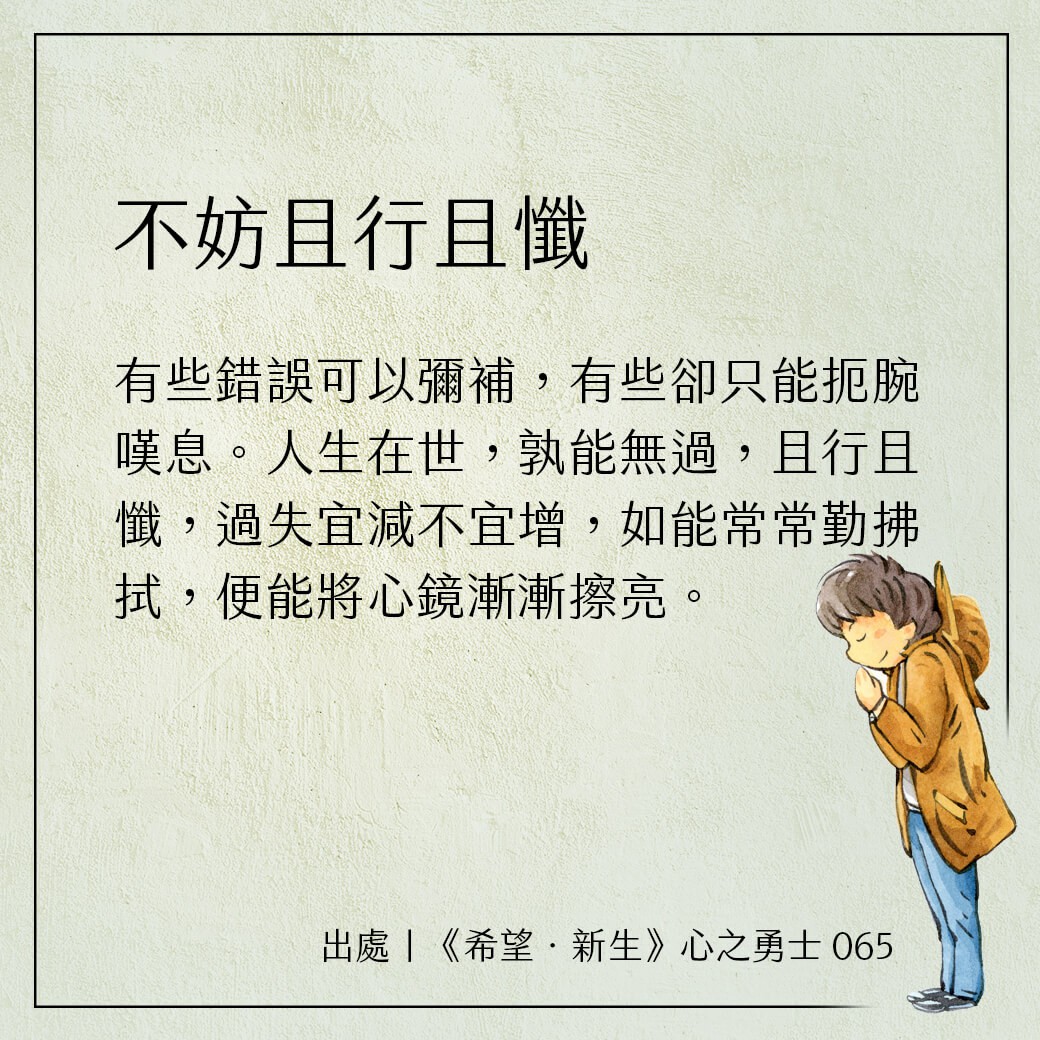 不妨且行且懺
有些錯誤可以彌補，有些卻只能扼腕
嘆息。人生在世，孰能無過，且行且
懺，過失宜減不宜增，如能常常勤拂
拭，便能將心鏡漸漸擦亮。
出處｜《希望．新生》心之勇士 065